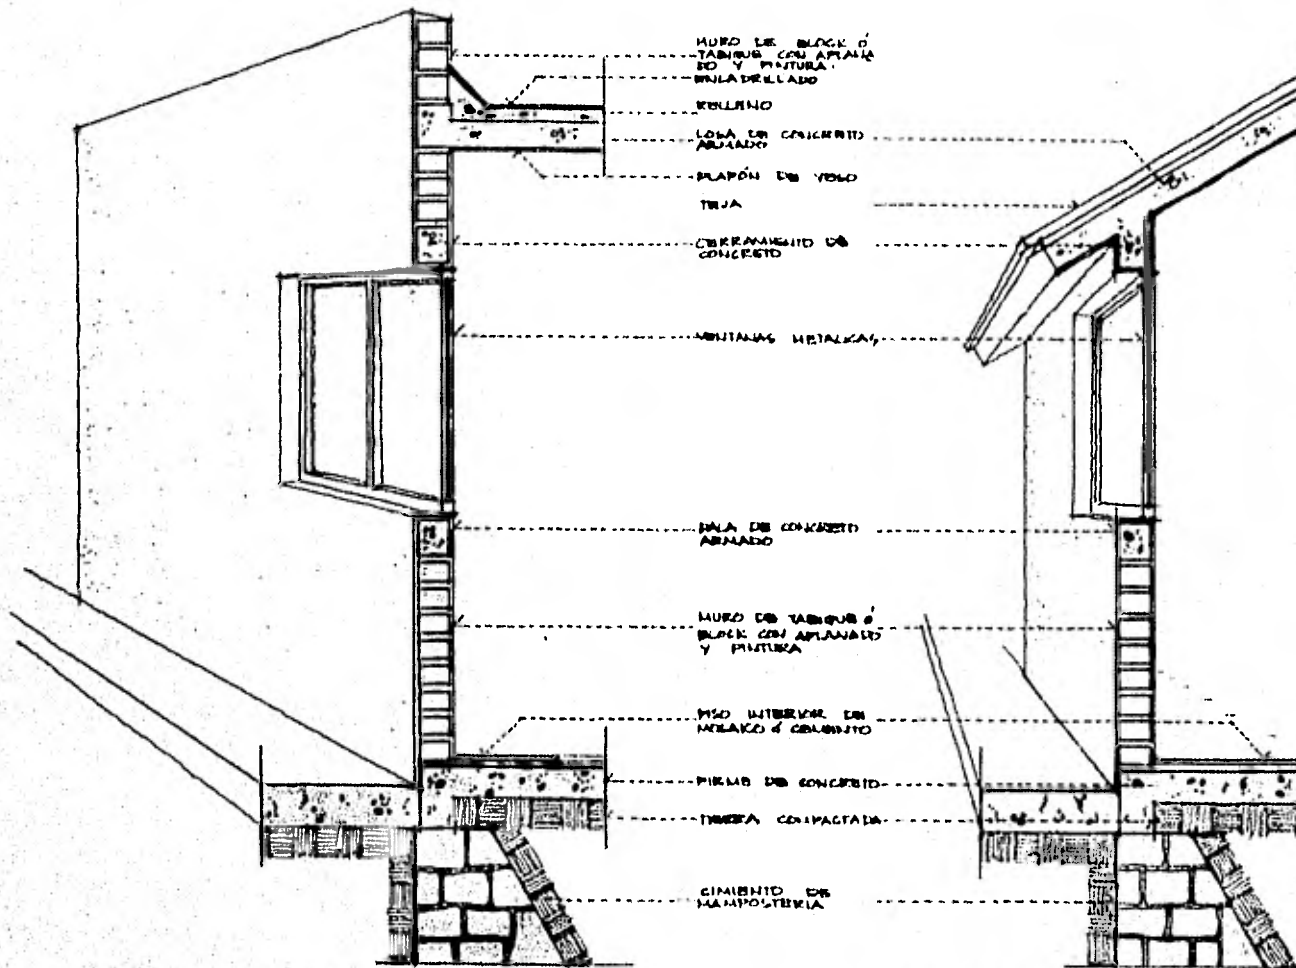 MURO DE BLOCK Ó
TABIQUE CON APLANA
DO Y PINTURA.
ENLADRILLADO
RELLENO
LOSA DE CONCRETO
ARMADO
PLAFÓN DE YESO
TEJA
CERRAMIENTO DE
CONCRETO
VENTANAS METALICAS
DALA DE CONCRETO
ARMADO
MURO DE TABIQUE Ó
BLOCK CON APLANADO
Y PINTURA
PISO INTERIOR DE
MOSAICO Ó CEMENTO
FIRME DE CONCRETO
TIERRA COMPACTADA
CIMIENTO DE
MAMPOSTERIA